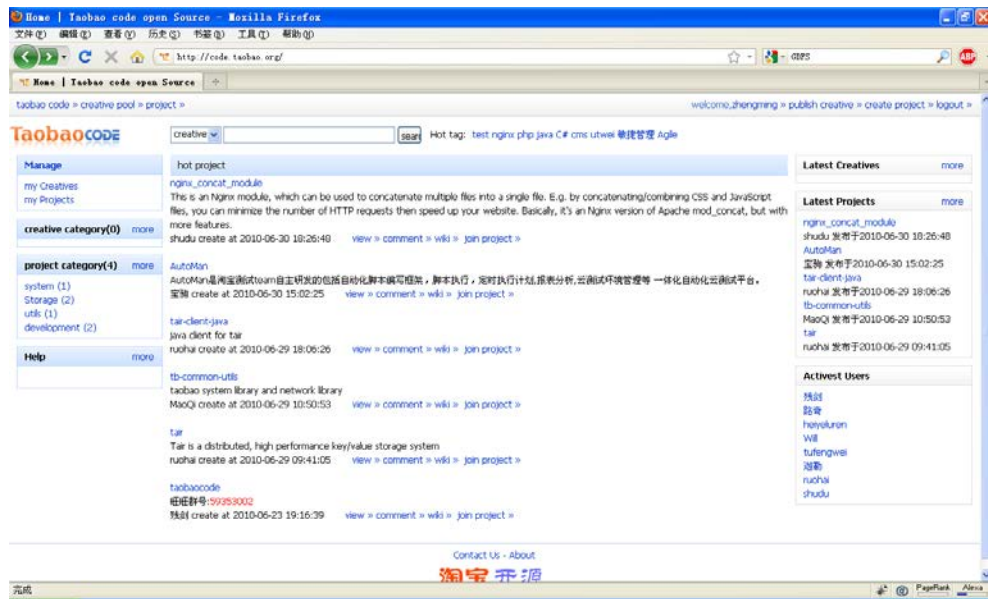 Home | Taobao code open Source - Mozilla Firefox
文件(F) 编辑(E) 查看(V) 历史(S) 书签(B) 工具(T) 帮助(H)
http://code.taobao.org/
GDPS
ABP
Home | Taobao code open Source
taobao code » creative pool » project »
welcome,zhengming » publish creative » create project » logout »
TaobaoCODE
creative
sear
Hot tag: test nginx php java C# cms utwei 敏捷管理 Agile
Manage
my Creatives
my Projects
creative category(0) more
project category(4) more
system (1)
Storage (2)
utils (1)
development (2)
Help more
hot project
nginx_concat_module
This is an Nginx module, which can be used to concatenate multiple files into a single file. E.g. by concatenating/combining CSS and JavaScript
files, you can minimize the number of HTTP requests then speed up your website. Basically, it's an Nginx version of Apache mod_concat, but with
more features.
shudu create at 2010-06-30 18:26:48 view » comment » wiki » join project »
AutoMan
AutoMan是淘宝测试team自主研发的包括自动化脚本编写框架，脚本执行，定时执行计划,报表分析,云测试环境管理等 一体化自动化云测试平台。
宝驹 create at 2010-06-30 15:02:25 view » comment » wiki » join project »
tair-client-java
java client for tair
ruohai create at 2010-06-29 18:06:26 view » comment » wiki » join project »
tb-common-utils
taobao system library and network library
MaoQi create at 2010-06-29 10:50:53 view » comment » wiki » join project »
tair
Tair is a distributed, high performance key/value storage system
ruohai create at 2010-06-29 09:41:05 view » comment » wiki » join project »
taobaocode
旺旺群号:59353002
残剑 create at 2010-06-23 19:16:39 view » comment » wiki » join project »
Latest Creatives more
Latest Projects more
nginx_concat_module
shudu 发布于2010-06-30 18:26:48
AutoMan
宝驹 发布于2010-06-30 15:02:25
tair-client-java
ruohai 发布于2010-06-29 18:06:26
tb-common-utils
MaoQi 发布于2010-06-29 10:50:53
tair
ruohai 发布于2010-06-29 09:41:05
Activest Users
残剑
路奇
heiyeluren
Will
tufengwei
ruohai
shudu
Contact Us - About
淘宝开源
完成
PageRank Alexa